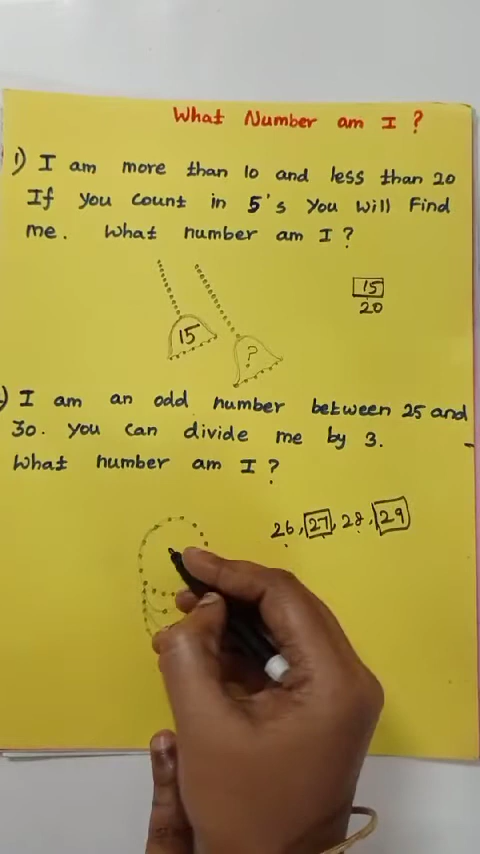 What Number am I ?
1) I am more than 10 and less than 20
If you count in 5's you will Find
me. What number am I ?
15
20
15
?
) I am an odd number between 25 and
30. you can divide me by 3.
What number am I ?
26, 27, 28, 29